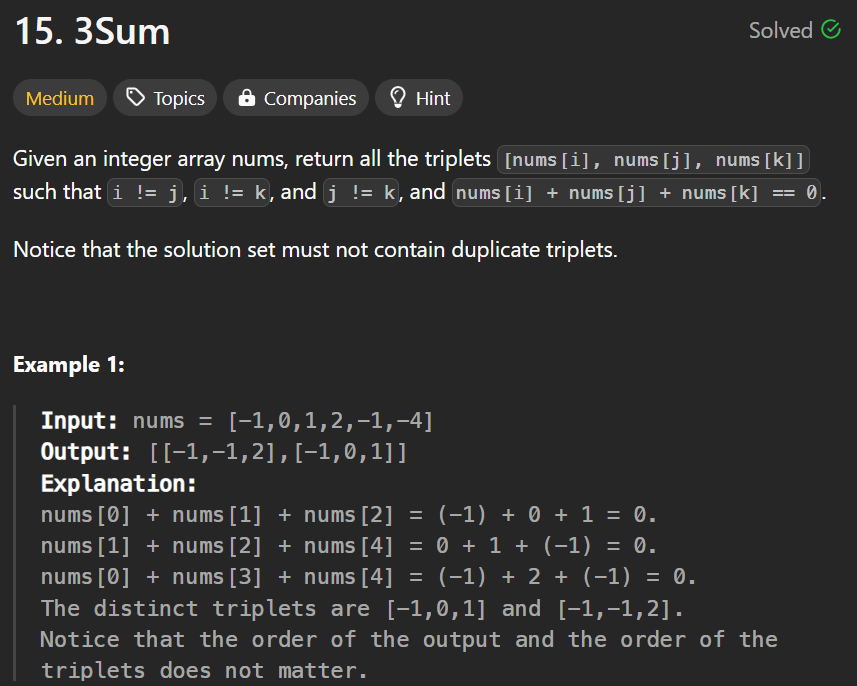 15. 3Sum
Solved
Medium
Topics
Companies
Hint
Given an integer array nums, return all the triplets [nums[i], nums[j], nums[k]]
such that i != j, i != k, and j != k, and nums[i] + nums[j] + nums[k] == 0.
Notice that the solution set must not contain duplicate triplets.
Example 1:
Input: nums = [-1,0,1,2,-1,-4]
Output: [[-1,-1,2],[-1,0,1]]
Explanation:
nums[0] + nums[1] + nums[2] = (-1) + 0 + 1 = 0.
nums[1] + nums[2] + nums[4] = 0 + 1 + (-1) = 0.
nums[0] + nums[3] + nums[4] = (-1) + 2 + (-1) = 0.
The distinct triplets are [-1,0,1] and [-1,-1,2].
Notice that the order of the output and the order of the
triplets does not matter.